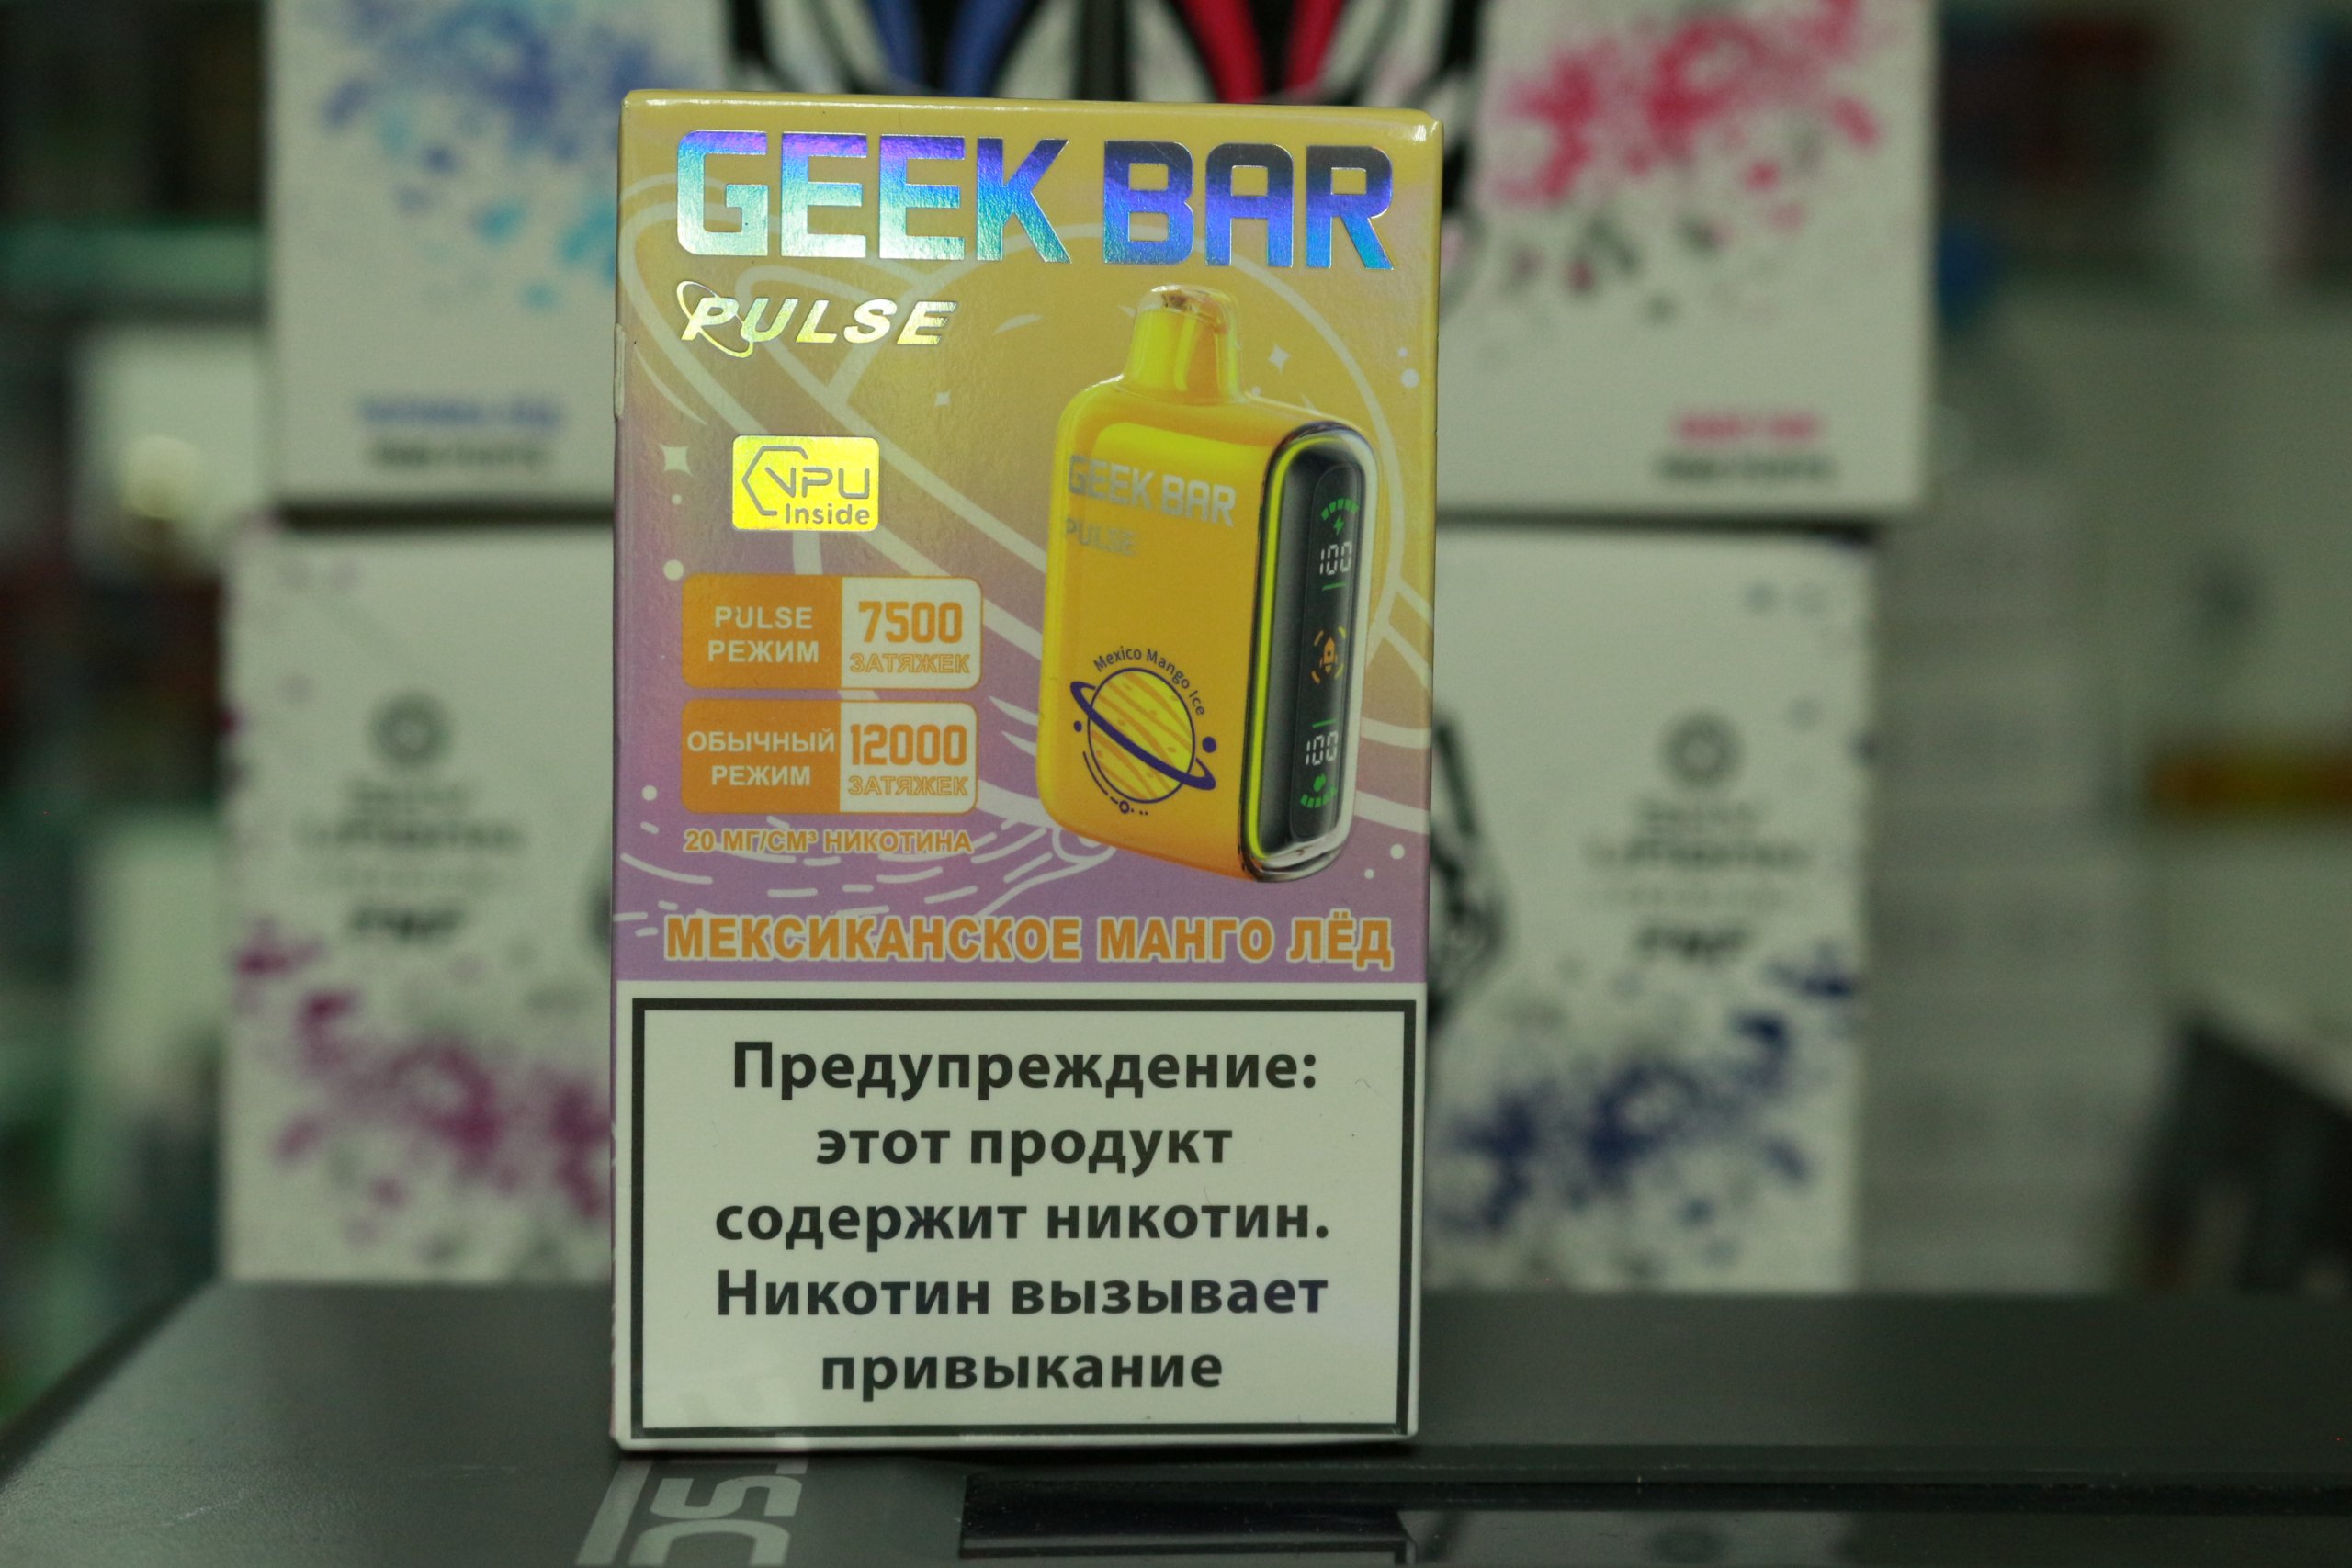 GEEK BAR
PULSE
VPU
Inside
PULSE
РЕЖИМ
7500
ЗАТЯЖЕК
ОБЫЧНЫЙ
РЕЖИМ
12000
ЗАТЯЖЕК
20 МГ/СМ³ НИКОТИНА
GEEK BAR
PULSE
Mexico Mango Ice
100
100
МЕКСИКАНСКОЕ МАНГО ЛЁД
Предупреждение:
этот продукт
содержит никотин.
Никотин вызывает
привыкание